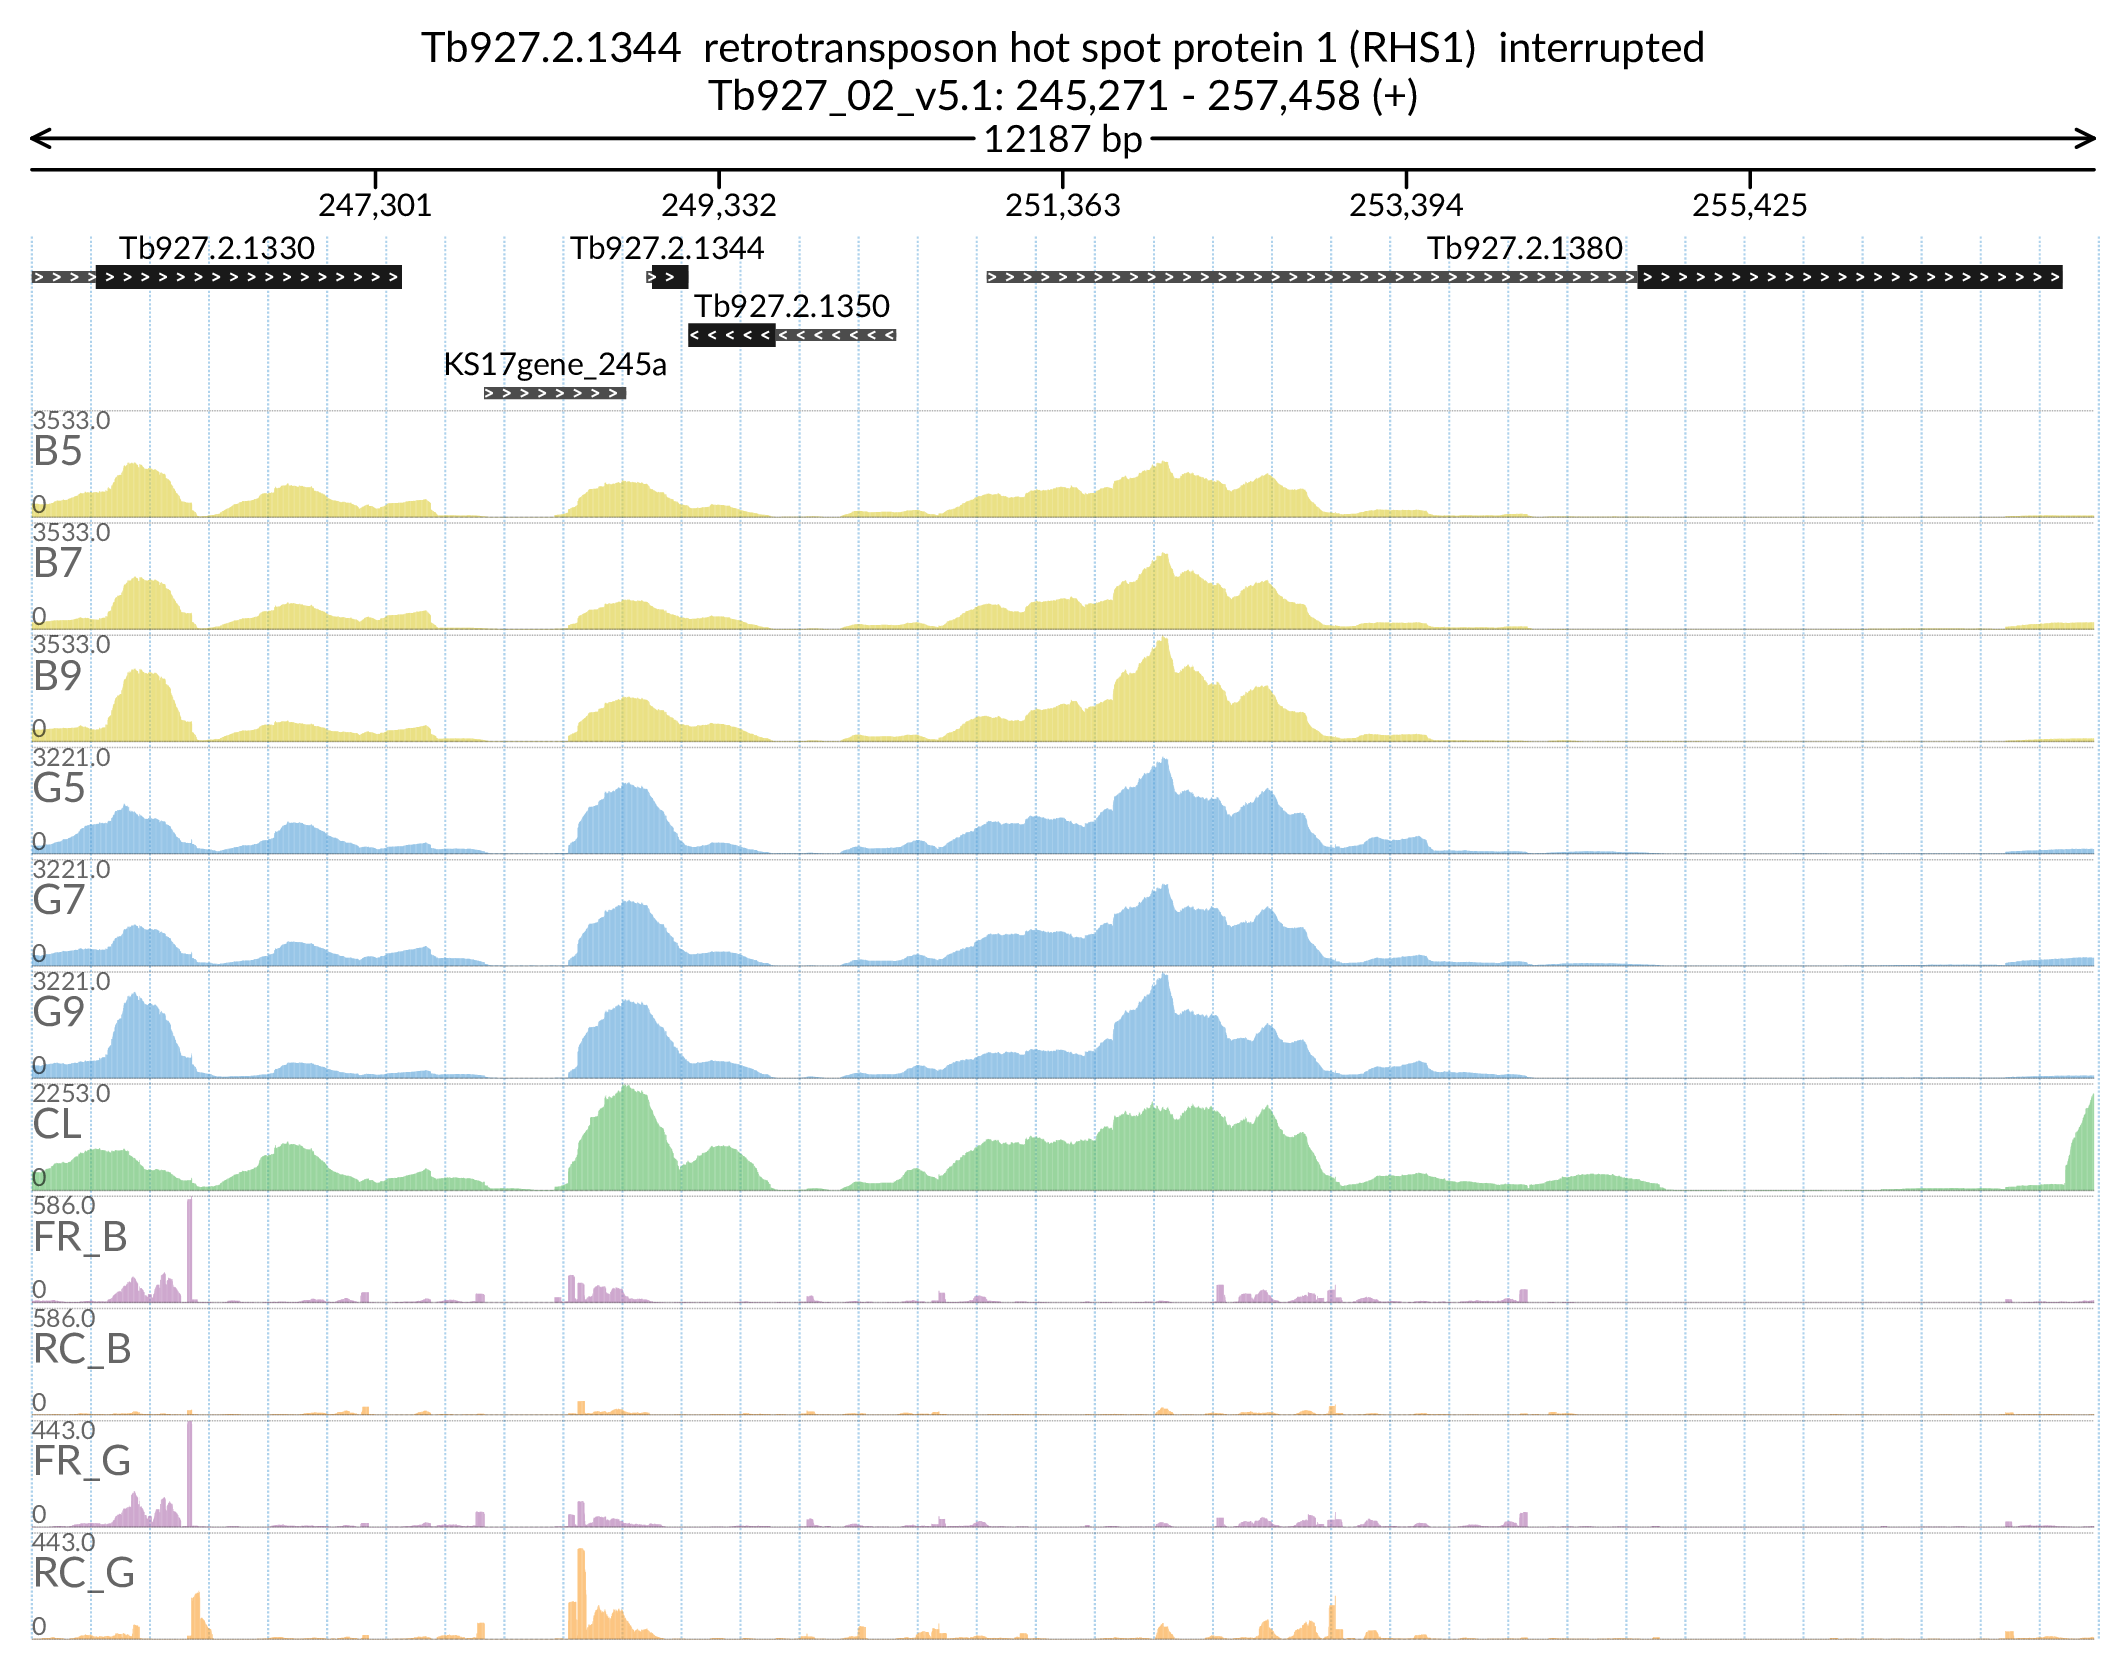 Tb927.2.1344 retrotransposon hot spot protein 1 (RHS1) interrupted
Tb927_02_v5.1: 245,271 - 257,458 (+)
12187 bp
247,301 249,332 251,363 253,394 255,425
Tb927.2.1330 Tb927.2.1344 Tb927.2.1380
Tb927.2.1350
KS17gene_245a
3533.0
B5
0
3533.0
B7
0
3533.0
B9
0
3221.0
G5
0
3221.0
G7
0
3221.0
G9
0
2253.0
CL
0
586.0
FR_B
0
586.0
RC_B
0
443.0
FR_G
0
443.0
RC_G
0